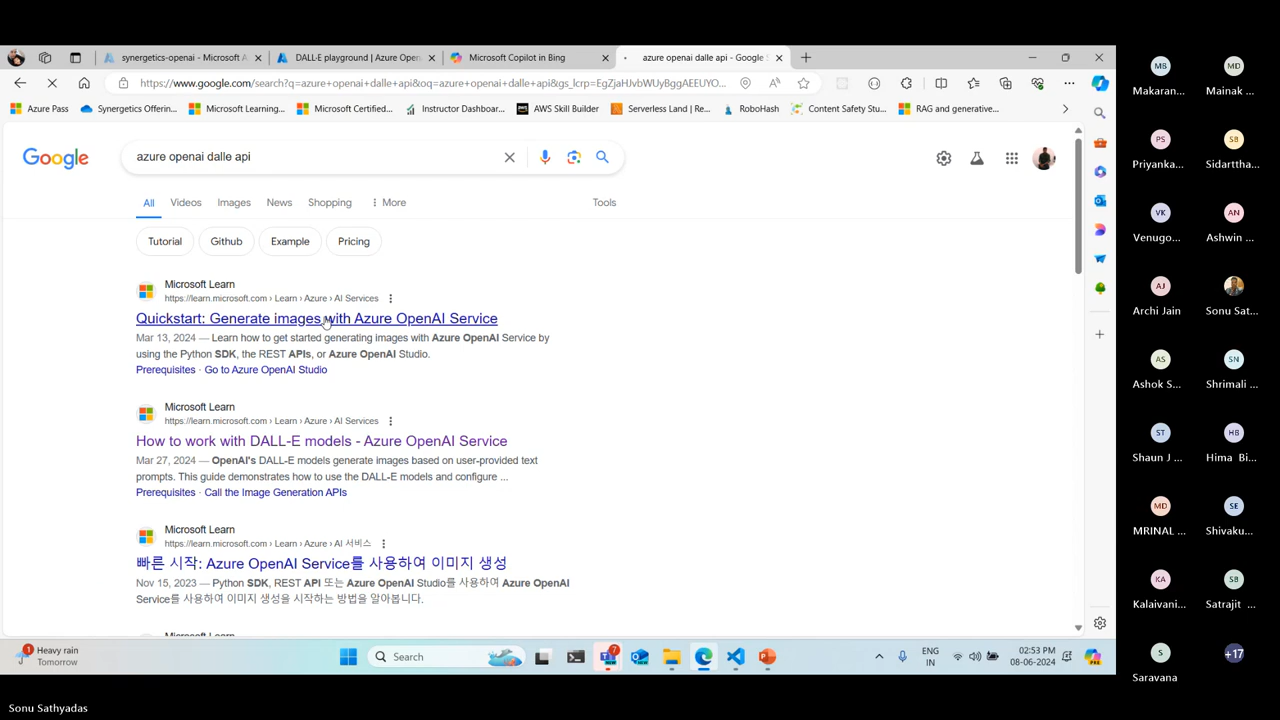 synergetics-openai - Microsoft A
DALL·E playground | Azure Open
Microsoft Copilot in Bing
azure openai dalle api - Google S
https://www.google.com/search?q=azure+openai+dalle+api&oq=azure+openai+dalle+api&gs_lcrp=EgZjaHJvbWUyBggAEEUYO...
Azure Pass
Synergetics Offerin...
Microsoft Learning...
Microsoft Certified...
Instructor Dashboar...
AWS Skill Builder
Serverless Land | Re...
RoboHash
Content Safety Stu...
RAG and generative...
Google
azure openai dalle api
All
Videos
Images
News
Shopping
More
Tools
Tutorial
Github
Example
Pricing
Microsoft Learn
https://learn.microsoft.com › Learn › Azure › AI Services
Quickstart: Generate images with Azure OpenAI Service
Mar 13, 2024 — Learn how to get started generating images with Azure OpenAI Service by
using the Python SDK, the REST APIs, or Azure OpenAI Studio.
Prerequisites · Go to Azure OpenAI Studio
Microsoft Learn
https://learn.microsoft.com › Learn › Azure › AI Services
How to work with DALL-E models - Azure OpenAI Service
Mar 27, 2024 — OpenAI's DALL-E models generate images based on user-provided text
prompts. This guide demonstrates how to use the DALL-E models and configure ...
Prerequisites · Call the Image Generation APIs
Microsoft Learn
https://learn.microsoft.com › Learn › Azure › AI 서비스
빠른 시작: Azure OpenAI Service를 사용하여 이미지 생성
Nov 15, 2023 — Python SDK, REST API 또는 Azure OpenAI Studio를 사용하여 Azure OpenAI
Service를 사용하여 이미지 생성을 시작하는 방법을 알아봅니다.
Microsoft Learn
1
Heavy rain
Tomorrow
Search
7
ENG
IN
02:53 PM
08-06-2024
PRE
MB
Makaran...
MD
Mainak ...
PS
Priyanka...
SB
Sidarttha...
VK
Venugo...
AN
Ashwin ...
AJ
Archi Jain
Sonu Sat...
AS
Ashok S...
SN
Shrimali ...
ST
Shaun J ...
HB
Hima Bi...
MD
MRINAL ...
SE
Shivaku...
KA
Kalaivani...
SB
Satrajit ...
S
Saravana
+17
Sonu Sathyadas